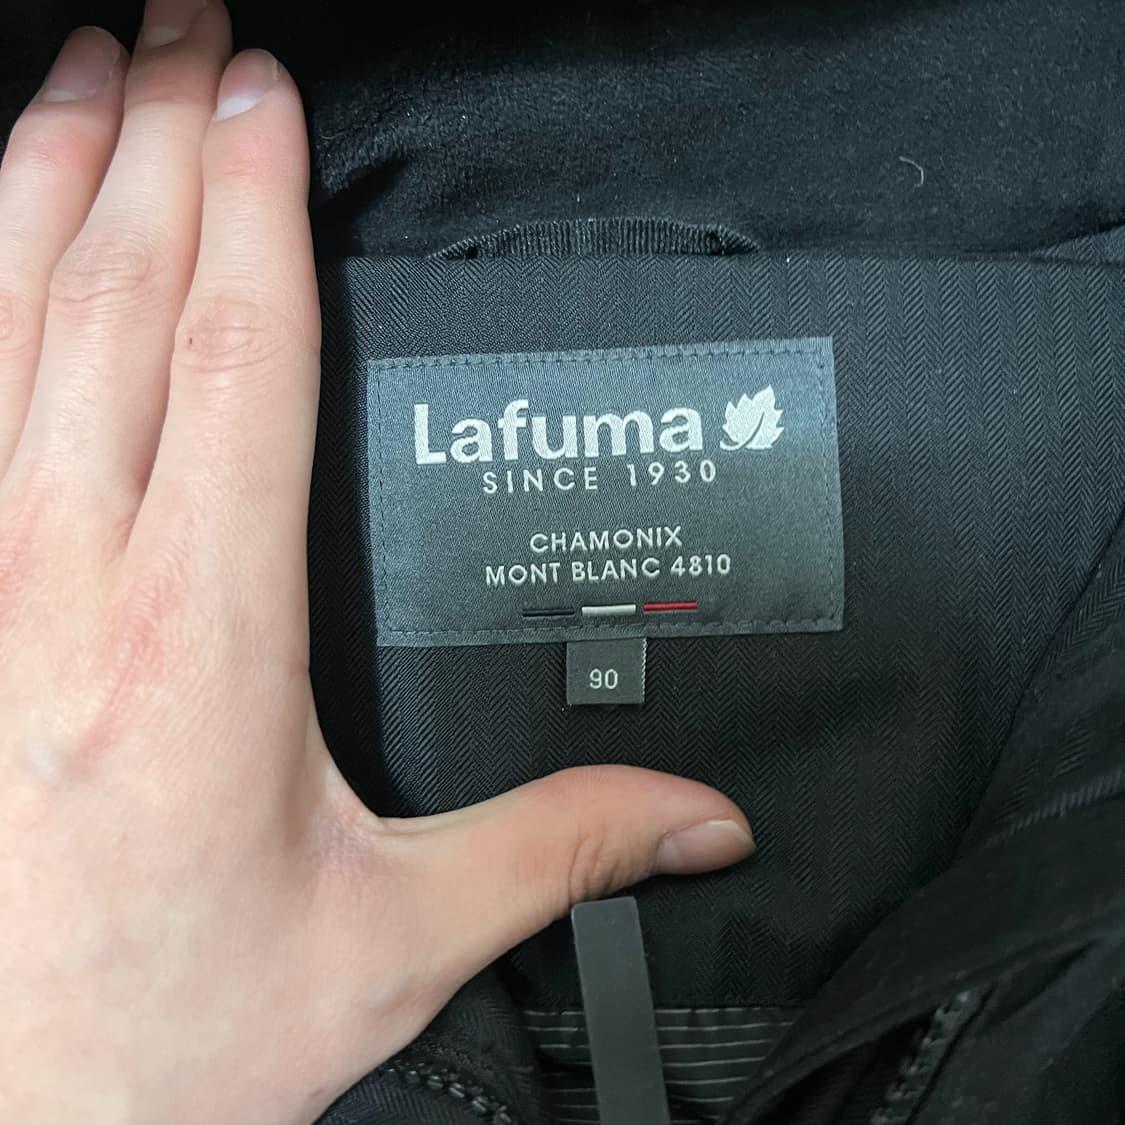 Lafuma
SINCE 1930
CHAMONIX
MONT BLANC 4810
90